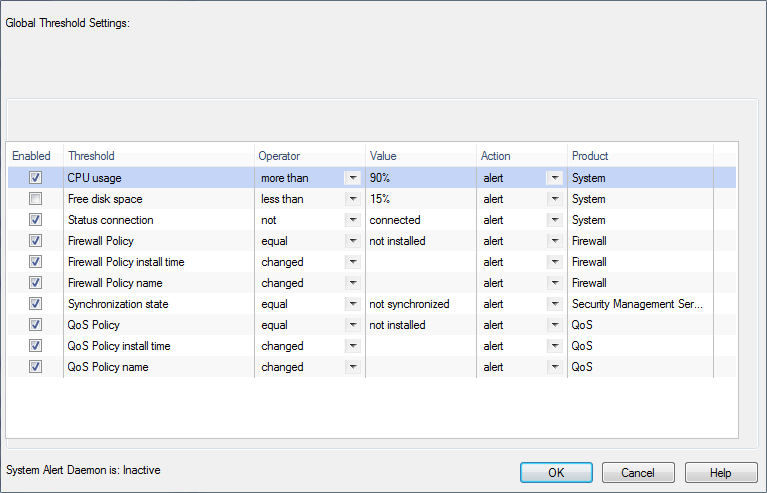 Global Threshold Settings:
Enabled Threshold Operator Value Action Product
CPU usage more than 90% alert System
Free disk space less than 15% alert System
Status connection not connected alert System
Firewall Policy equal not installed alert Firewall
Firewall Policy install time changed alert Firewall
Firewall Policy name changed alert Firewall
Synchronization state equal not synchronized alert Security Management Ser...
QoS Policy equal not installed alert QoS
QoS Policy install time changed alert QoS
QoS Policy name changed alert QoS
System Alert Daemon is: Inactive
OK Cancel Help